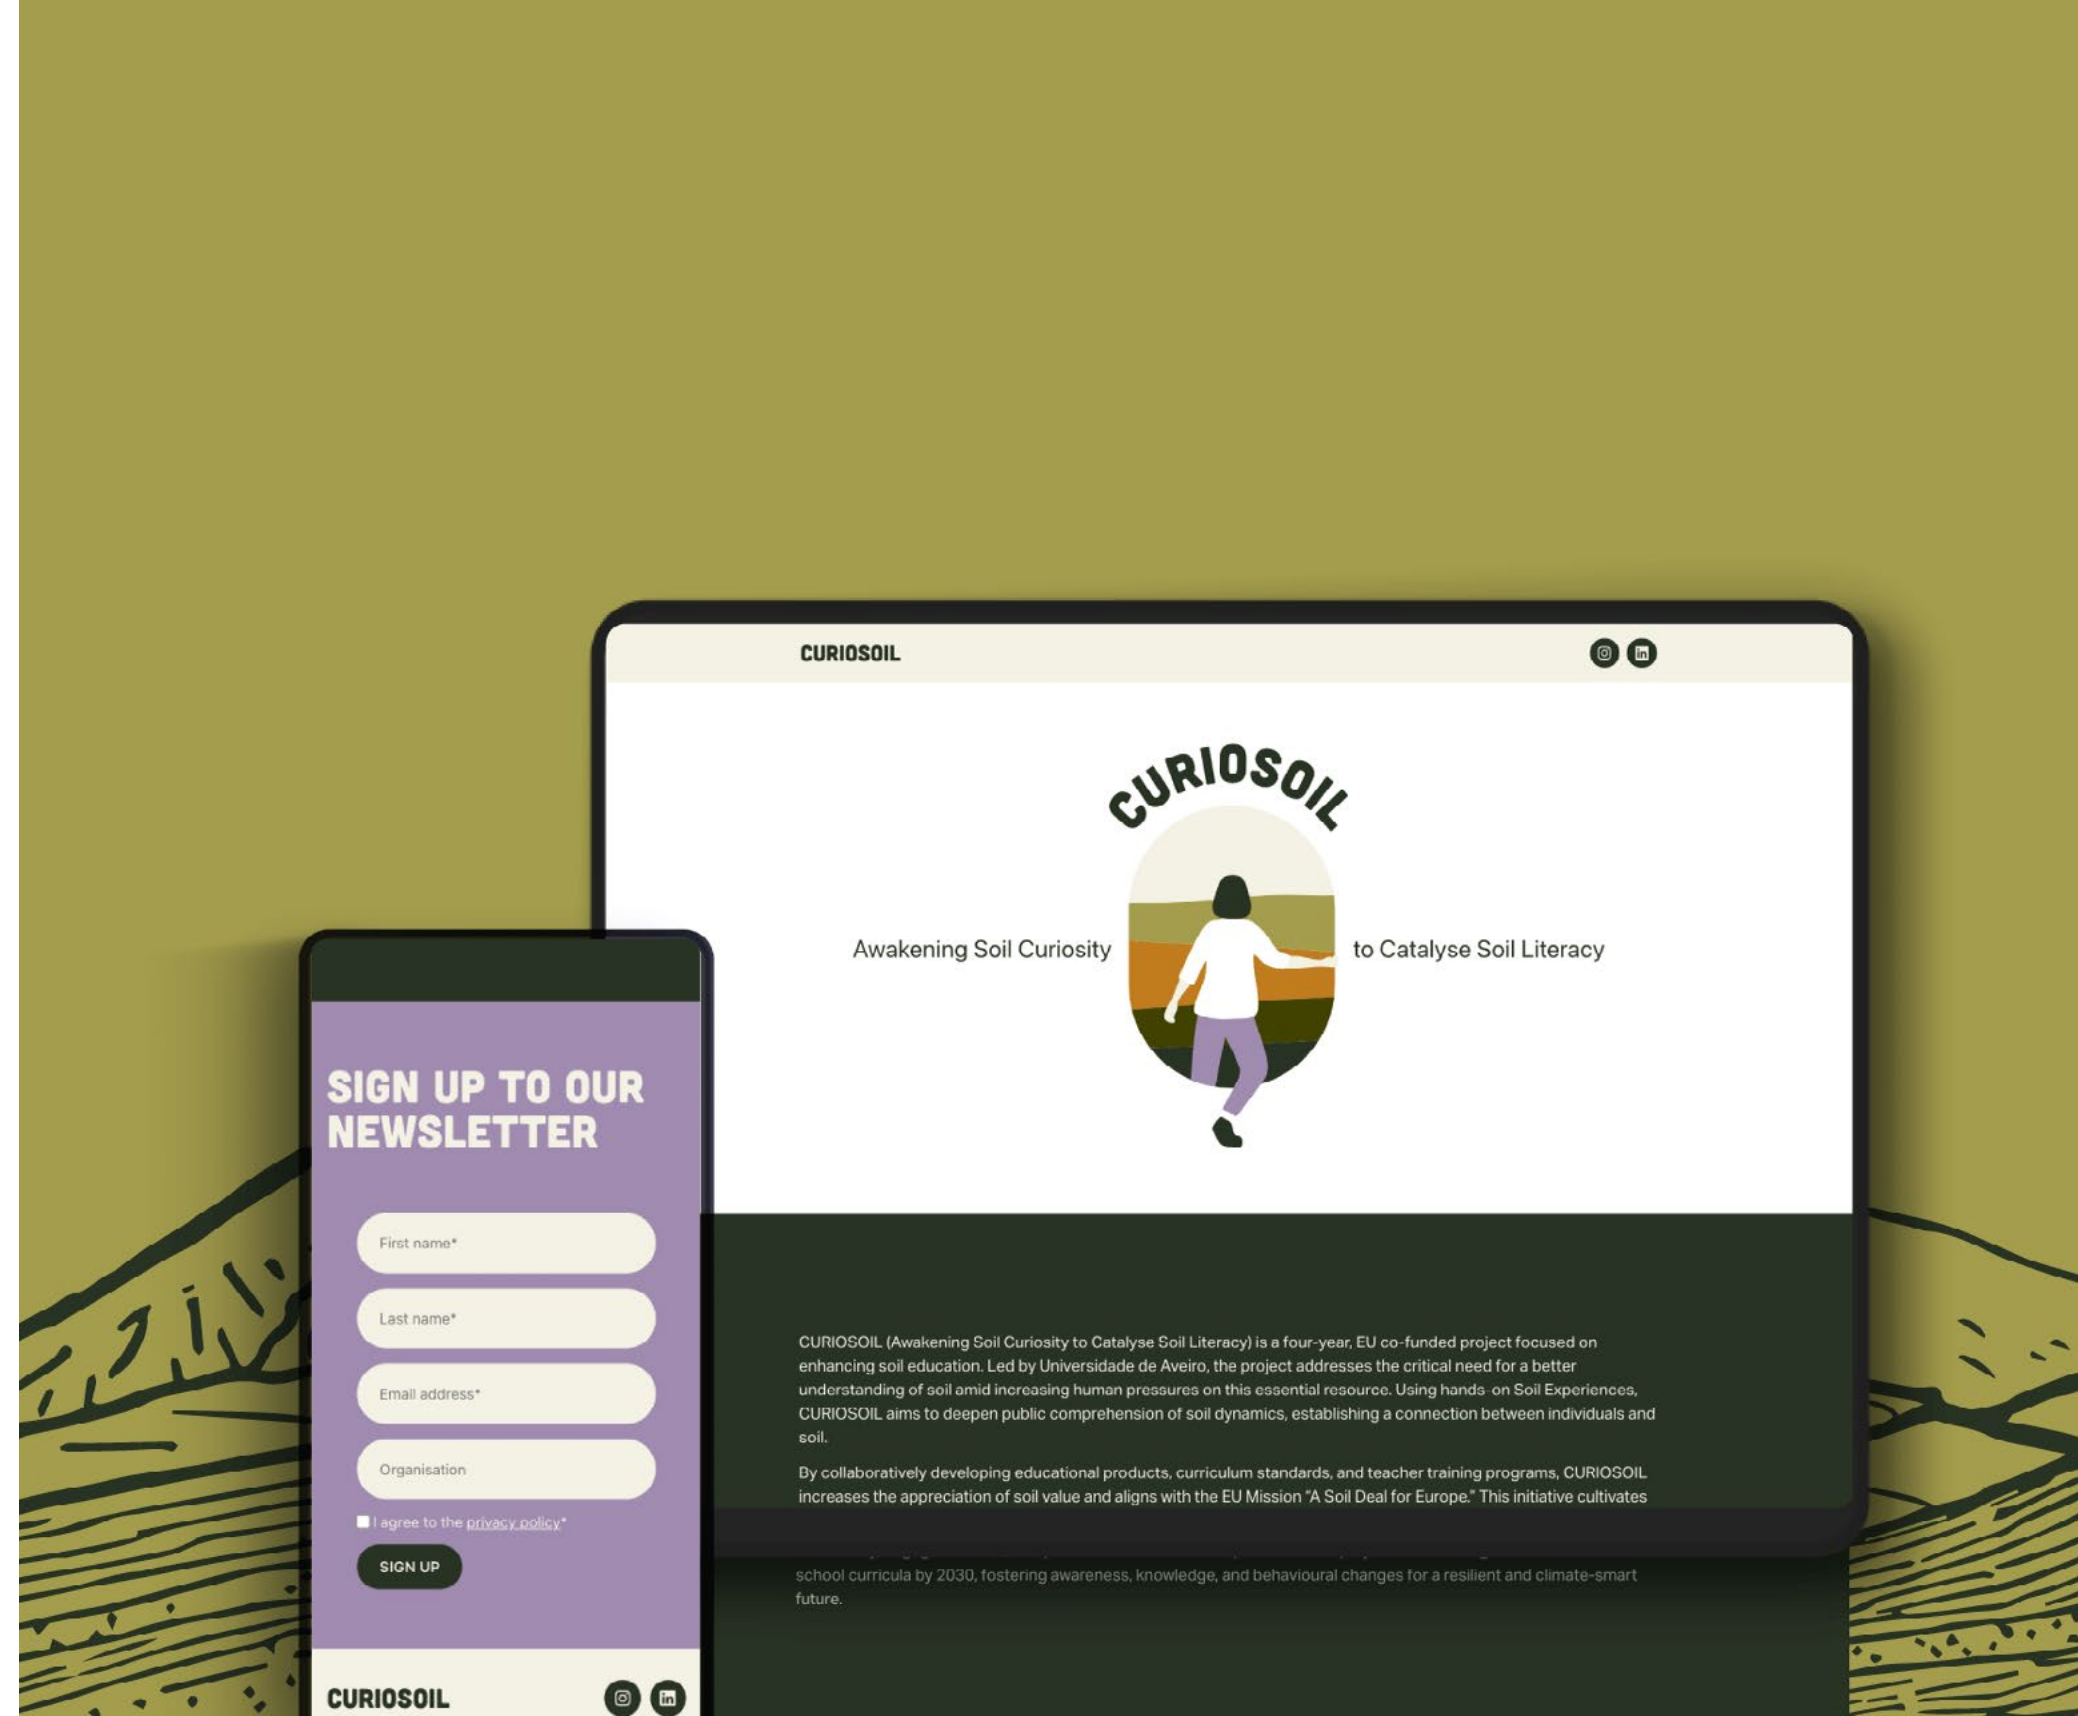 CURIOSOIL
CURIOSOIL
Awakening Soil Curiosity
to Catalyse Soil Literacy
CURIOSOIL (Awakening Soil Curiosity to Catalyse Soil Literacy) is a four-year, EU co-funded project focused on
enhancing soil education. Led by Universidade de Aveiro, the project addresses the critical need for a better
understanding of soil amid increasing human pressures on this essential resource. Using hands-on Soil Experiences,
CURIOSOIL aims to deepen public comprehension of soil dynamics, establishing a connection between individuals and
soil.
By collaboratively developing educational products, curriculum standards, and teacher training programs, CURIOSOIL
increases the appreciation of soil value and aligns with the EU Mission "A Soil Deal for Europe." This initiative cultivates
school curricula by 2030, fostering awareness, knowledge, and behavioural changes for a resilient and climate-smart
future.
SIGN UP TO OUR
NEWSLETTER
First name*
Last name*
Email address*
Organisation
I agree to the privacy policy*
SIGN UP
CURIOSOIL